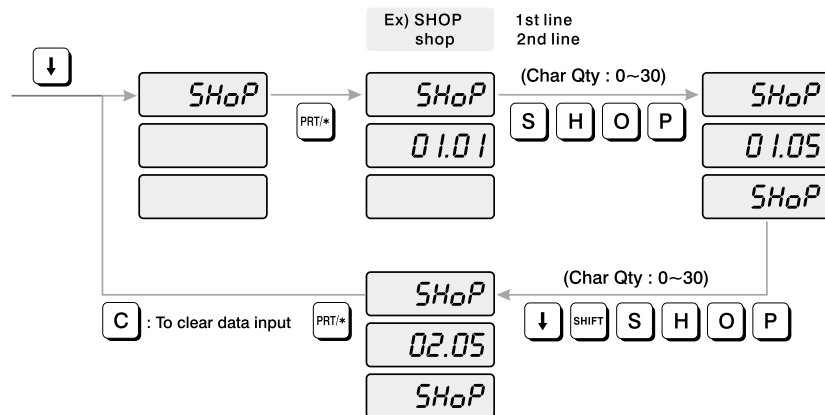 Ex) SHOP 1st line
shop 2nd line
↓
SHoP
PRT/*
SHoP
01.01
(Char Qty : 0~30)
S H O P
SHoP
01.05
SHoP
(Char Qty : 0~30)
↓ SHIFT S H O P
SHoP
02.05
SHoP
PRT/*
C : To clear data input